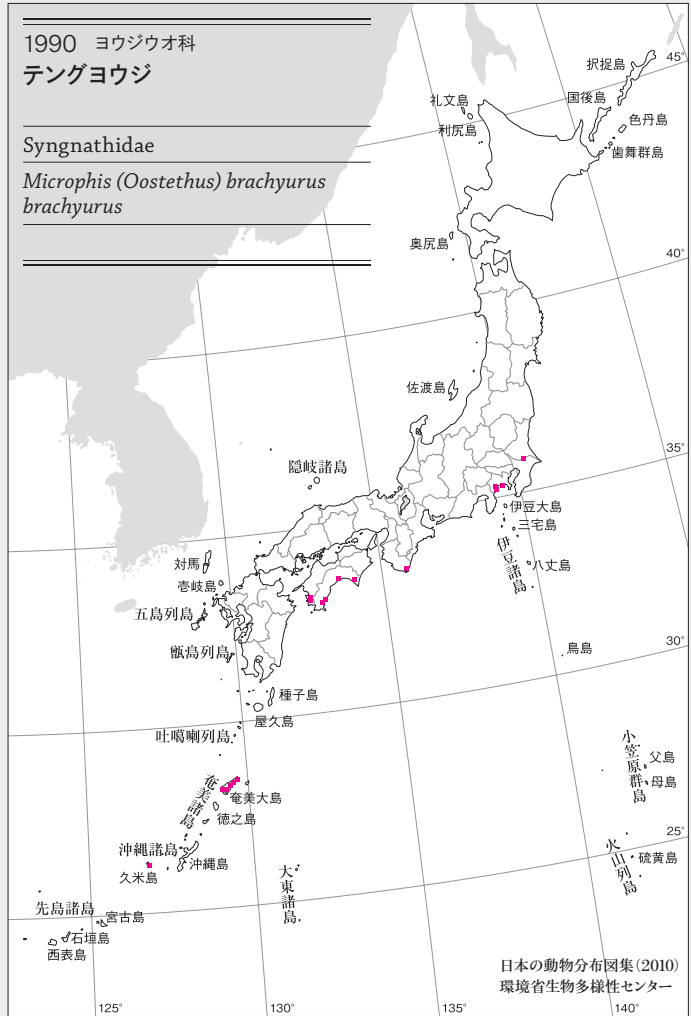 1990 ヨウジウオ科
テングヨウジ
Syngnathidae
Microphis (Oostethus) brachyurus
brachyurus
45°
択捉島
国後島
礼文島
色丹島
利尻島
歯舞群島
奥尻島
40°
佐渡島
35°
隠岐諸島
伊豆大島
三宅島
伊豆諸島
八丈島
対馬
壱岐島
五島列島
甑島列島
鳥島
30°
種子島
屋久島
吐噶喇列島
小笠原群島
父島
母島
奄美諸島
奄美大島
徳之島
25°
沖縄諸島
沖縄島
久米島
火山列島
硫黄島
大東諸島
先島諸島
宮古島
石垣島
西表島
日本の動物分布図集(2010)
環境省生物多様性センター
125°
130°
135°
140°